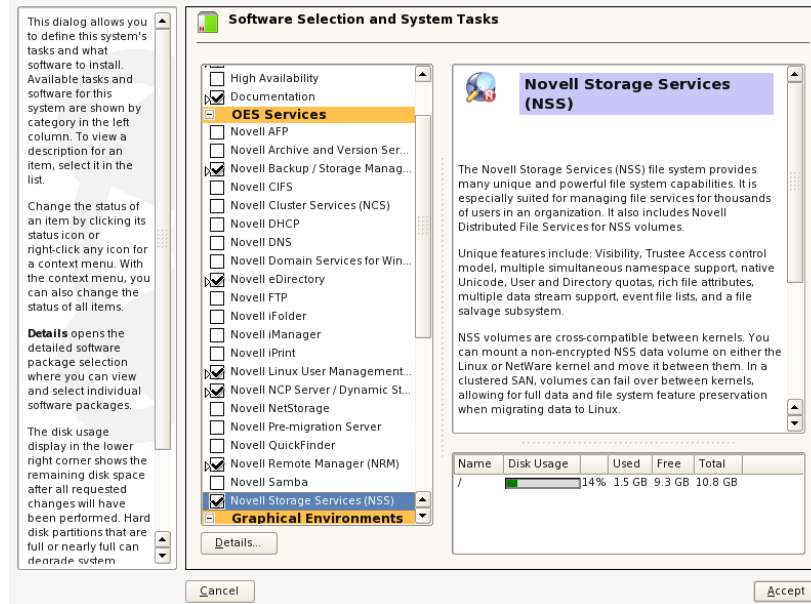 This dialog allows you
to define this system's
tasks and what
software to install.
Available tasks and
software for this
system are shown by
category in the left
column. To view a
description for an
item, select it in the
list.
Change the status of
an item by clicking its
status icon or
right-click any icon for
a context menu. With
the context menu, you
can also change the
status of all items.
Details opens the
detailed software
package selection
where you can view
and select individual
software packages.
The disk usage
display in the lower
right corner shows the
remaining disk space
after all requested
changes will have
been performed. Hard
disk partitions that are
full or nearly full can
degrade system
Software Selection and System Tasks
High Availability
Documentation
OES Services
Novell AFP
Novell Archive and Version Ser...
Novell Backup / Storage Manag...
Novell CIFS
Novell Cluster Services (NCS)
Novell DHCP
Novell DNS
Novell Domain Services for Win...
Novell eDirectory
Novell FTP
Novell iFolder
Novell iManager
Novell iPrint
Novell Linux User Management...
Novell NCP Server / Dynamic St...
Novell NetStorage
Novell Pre-migration Server
Novell QuickFinder
Novell Remote Manager (NRM)
Novell Samba
Novell Storage Services (NSS)
Graphical Environments
Details...
Novell Storage Services
(NSS)
The Novell Storage Services (NSS) file system provides
many unique and powerful file system capabilities. It is
especially suited for managing file services for thousands
of users in an organization. It also includes Novell
Distributed File Services for NSS volumes.
Unique features include: Visibility, Trustee Access control
model, multiple simultaneous namespace support, native
Unicode, User and Directory quotas, rich file attributes,
multiple data stream support, event file lists, and a file
salvage subsystem.
NSS volumes are cross-compatible between kernels. You
can mount a non-encrypted NSS data volume on either the
Linux or NetWare kernel and move it between them. In a
clustered SAN, volumes can fail over between kernels,
allowing for full data and file system feature preservation
when migrating data to Linux.
Name Disk Usage Used Free Total
/ 14% 1.5 GB 9.3 GB 10.8 GB
Cancel
Accept